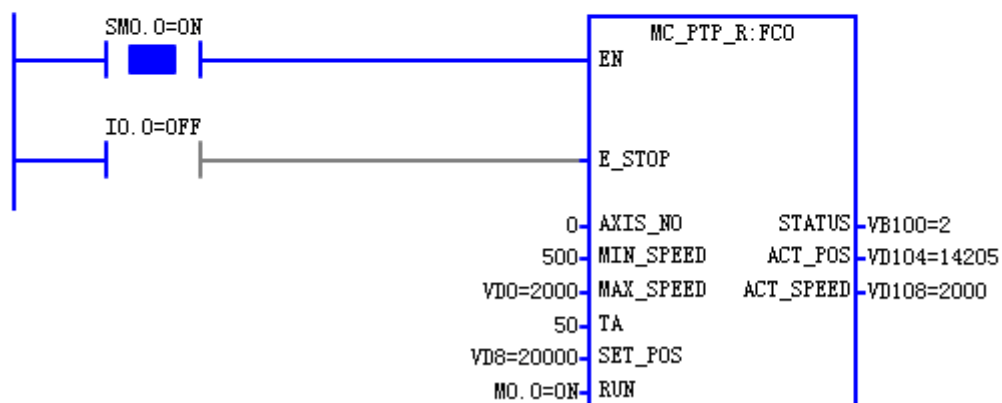 SM0.0=ON
MC_PTP_R:FC0
EN
I0.0=OFF
E_STOP
0 AXIS_NO STATUS VB100=2
500 MIN_SPEED ACT_POS VD104=14205
VD0=2000 MAX_SPEED ACT_SPEED VD108=2000
50 TA
VD8=20000 SET_POS
M0.0=ON RUN